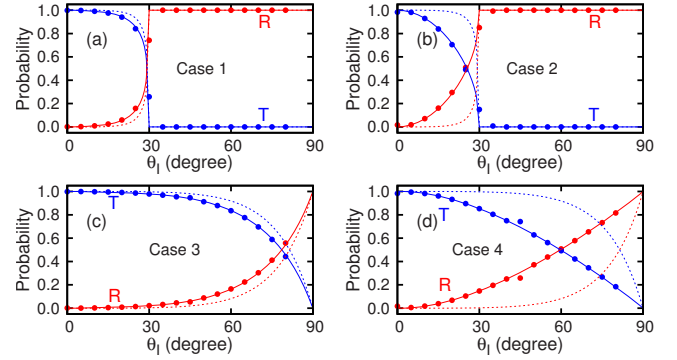 Probability
1.0
0.8
0.6
0.4
0.2
0.0
(a)
Case 1
R
T
0 30 60 90
θI (degree)
Probability
1.0
0.8
0.6
0.4
0.2
0.0
(b)
Case 2
R
T
0 30 60 90
θI (degree)
Probability
1.0
0.8
0.6
0.4
0.2
0.0
T
(c)
Case 3
R
0 30 60 90
θI (degree)
Probability
1.0
0.8
0.6
0.4
0.2
0.0
T
(d)
Case 4
R
0 30 60 90
θI (degree)